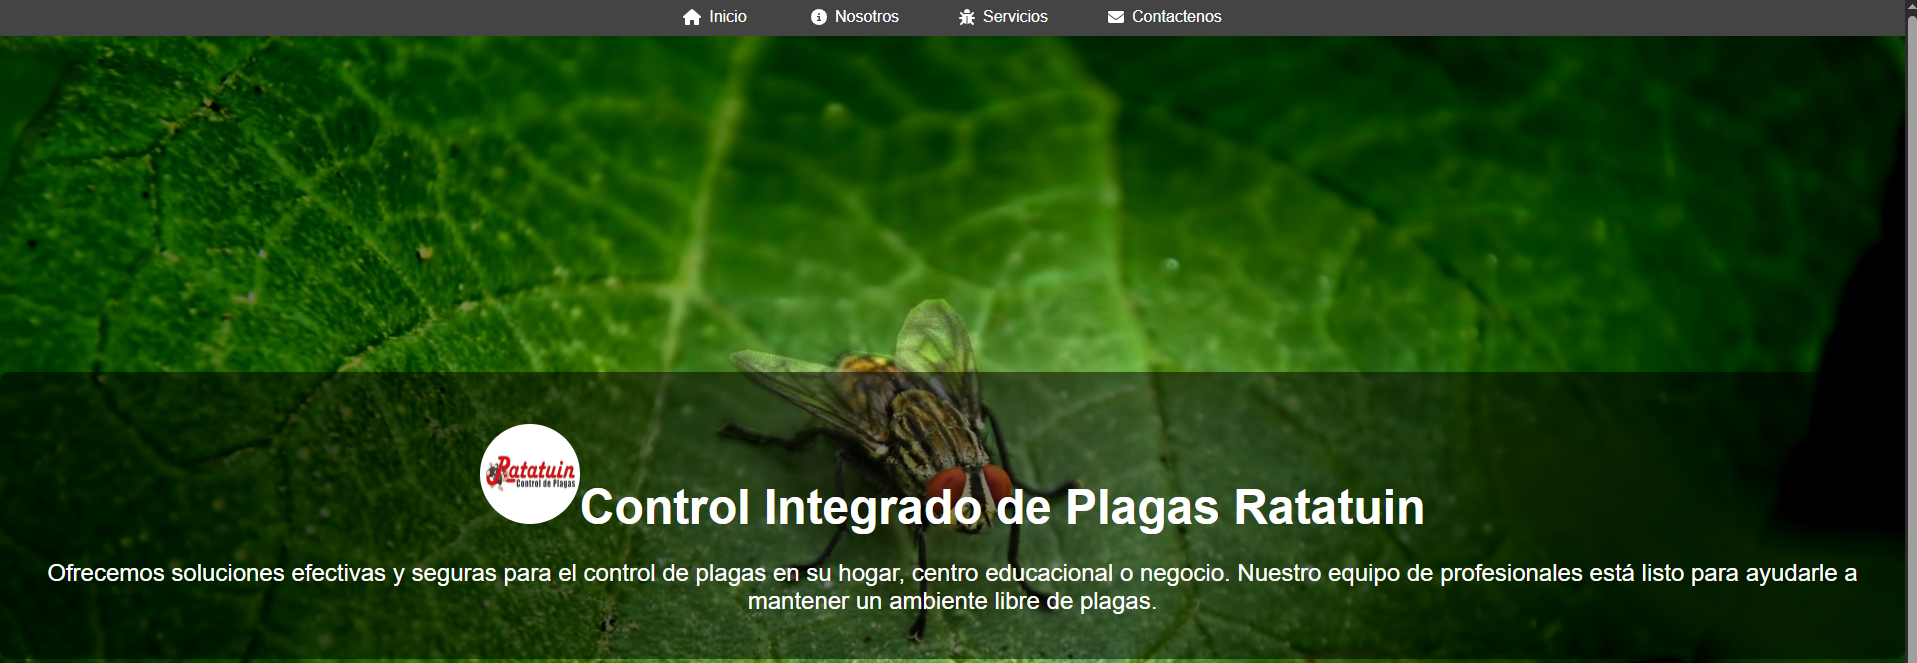 Inicio Nosotros Servicios Contactenos
Ratatuin
Control de Plagas
Control Integrado de Plagas Ratatuin
Ofrecemos soluciones efectivas y seguras para el control de plagas en su hogar, centro educacional o negocio. Nuestro equipo de profesionales está listo para ayudarle a
mantener un ambiente libre de plagas.